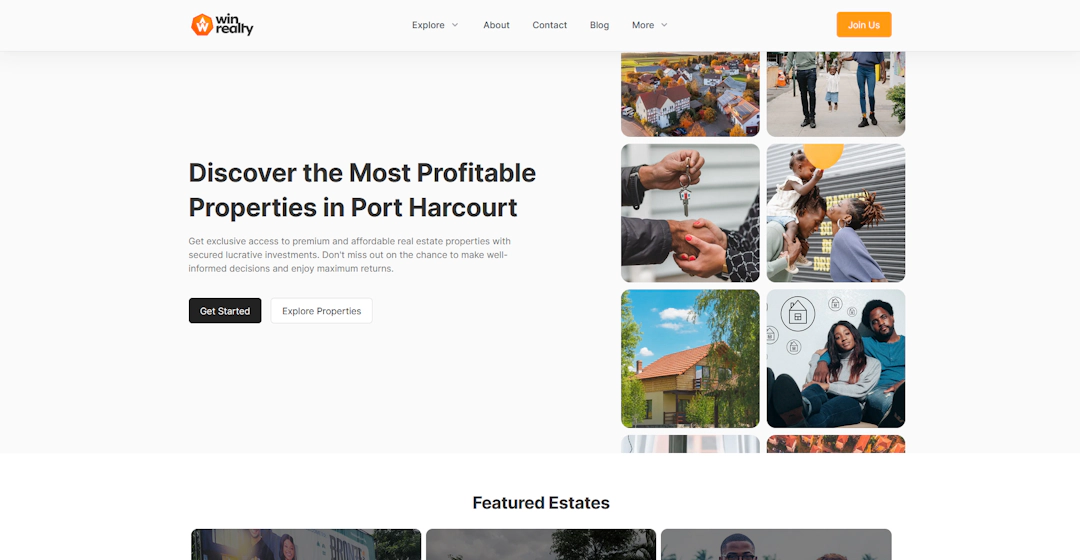 win
realty
Explore
About
Contact
Blog
More
Join Us
Discover the Most Profitable
Properties in Port Harcourt
Get exclusive access to premium and affordable real estate properties with
secured lucrative investments. Don't miss out on the chance to make well-
informed decisions and enjoy maximum returns.
Get Started
Explore Properties
Featured Estates